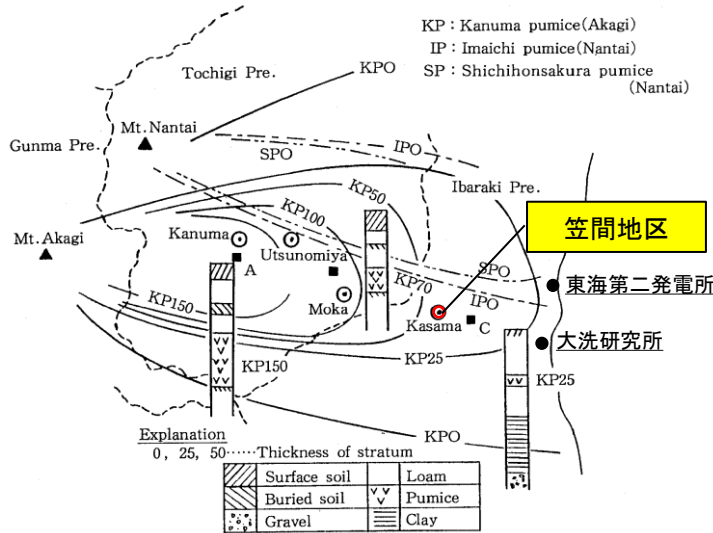 KP : Kanuma pumice(Akagi)
IP : Imaichi pumice(Nantai)
SP : Shichihonsakura pumice
(Nantai)
Tochigi Pre.
KPO
Mt.Nantai
Gunma Pre.
SPO
IPO
KP50
Ibaraki Pre.
KP100
笠間地区
Kanuma
Mt.Akagi
Utsunomiya
A
SPO
KP70
東海第二発電所
KP150
Moka
IPO
Kasama
C
大洗研究所
KP25
KP150
KP25
KPO
Explanation
0, 25, 50……Thickness of stratum
Surface soil
Loam
Buried soil
Pumice
Gravel
Clay